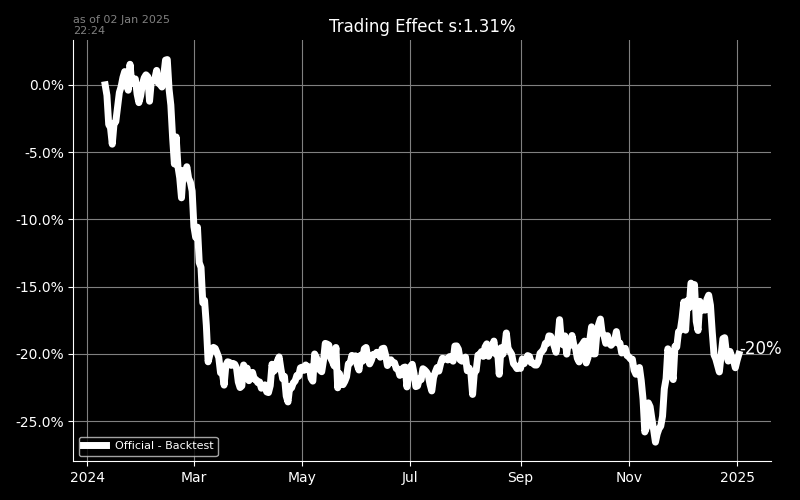 as of 02 Jan 2025
22:24
Trading Effect s:1.31%
0.0%
-5.0%
-10.0%
-15.0%
-20.0%
-25.0%
-20%
Official - Backtest
2024 Mar May Jul Sep Nov 2025